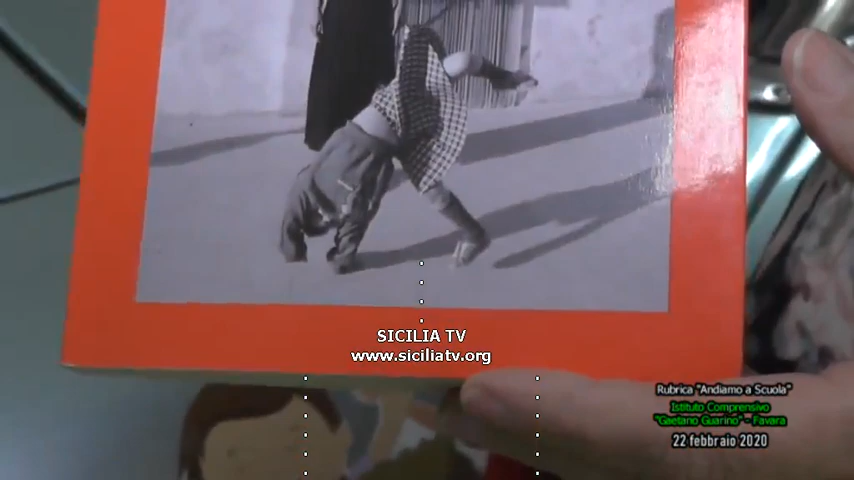 SICILIA TV
www.siciliatv.org
Rubrica "Andiamo a Scuola"
Istituto Comprensivo
"Gaetano Guarino" - Favara
22 febbraio 2020